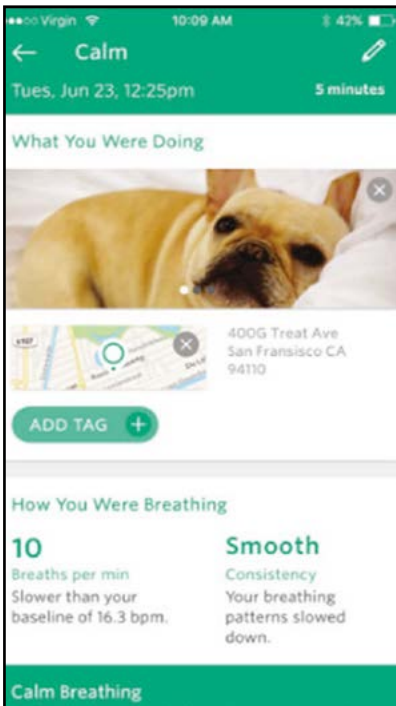 Virgin 10:09 AM 42%
Calm
Tues, Jun 23, 12:25pm 5 minutes
What You Were Doing
400G Treat Ave
San Fransisco CA
94110
ADD TAG +
How You Were Breathing
10 Smooth
Breaths per min Consistency
Slower than your Your breathing
baseline of 16.3 bpm. patterns slowed
down.
Calm Breathing